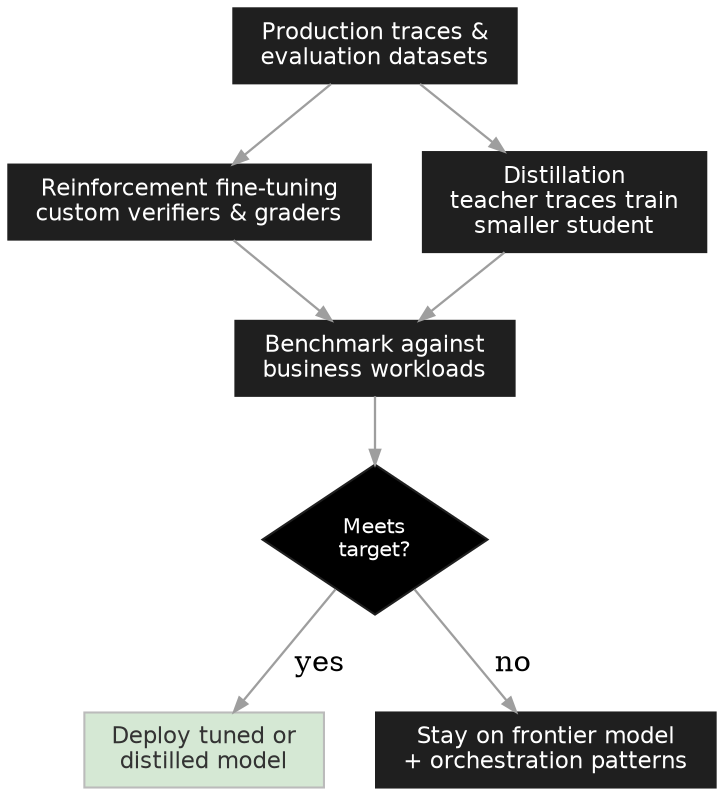 Production traces &
evaluation datasets
Reinforcement fine-tuning
custom verifiers & graders
Distillation
teacher traces train
smaller student
Benchmark against
business workloads
Meets
target?
yes
no
Deploy tuned or
distilled model
Stay on frontier model
+ orchestration patterns